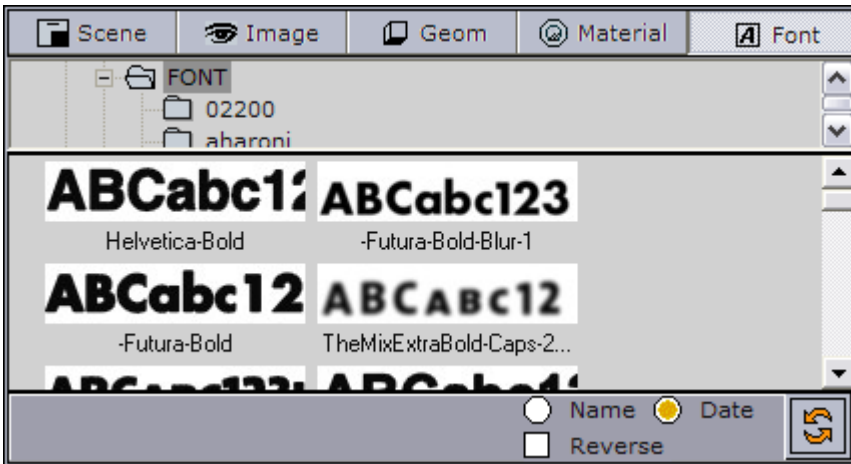 Scene Image Geom Material A Font
FONT
02200
aharoni
ABCabc12 ABCabc123
Helvetica-Bold -Futura-Bold-Blur-1
ABCabc12 ABCABC12
-Futura-Bold TheMixExtraBold-Caps-2...
Name Date
Reverse